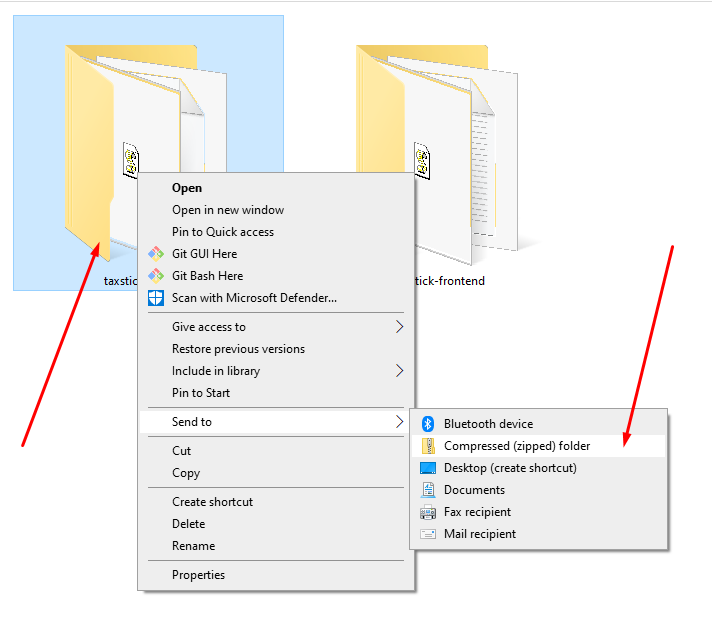 Open
Open in new window
Pin to Quick access
Git GUI Here
Git Bash Here
Scan with Microsoft Defender...
taxstic
tick-frontend
Give access to
Restore previous versions
Include in library
Pin to Start
Send to
Bluetooth device
Compressed (zipped) folder
Desktop (create shortcut)
Documents
Fax recipient
Mail recipient
Cut
Copy
Create shortcut
Delete
Rename
Properties